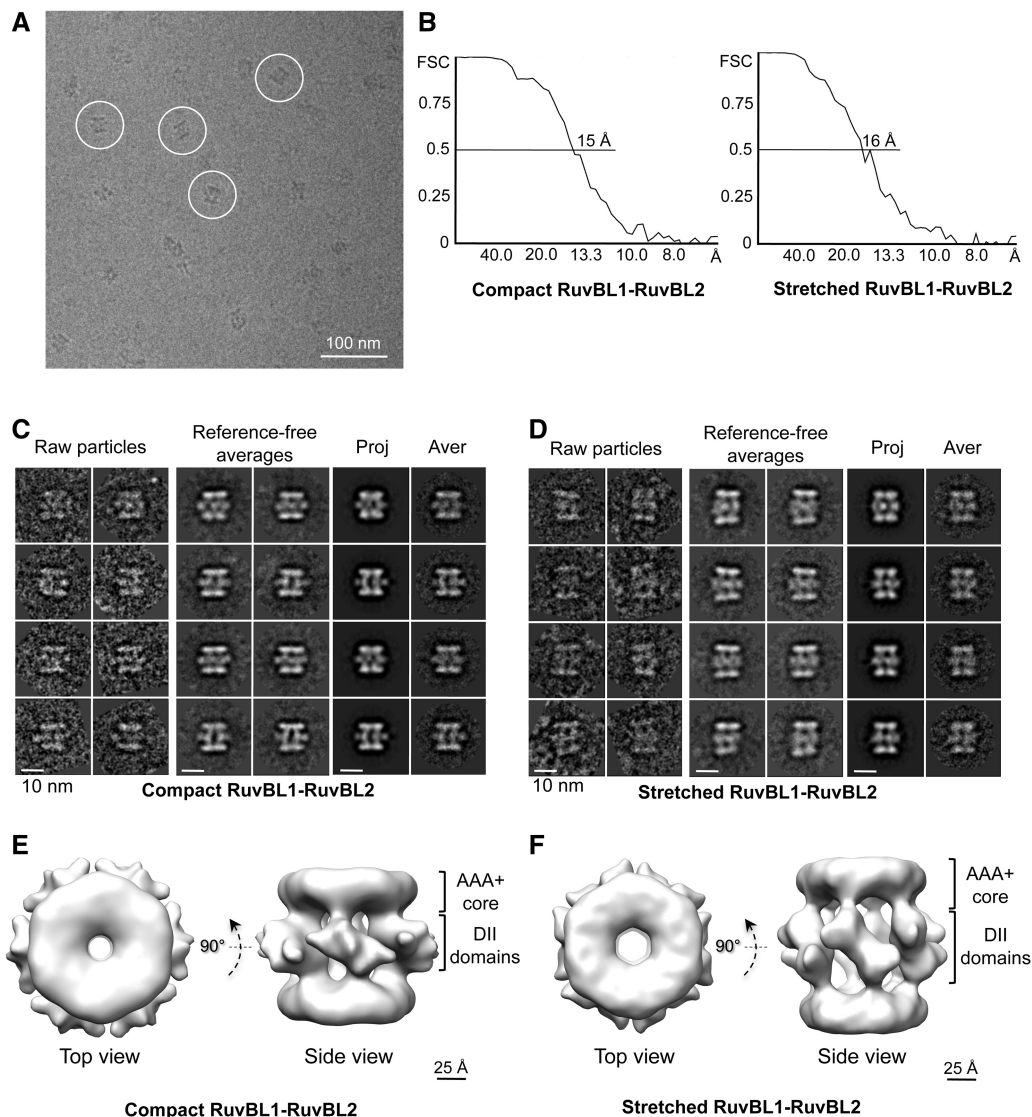 A
100 nm
B
FSC
0.75
0.5
0.25
0
15 Å
40.0 20.0 13.3 10.0 8.0 Å
Compact RuvBL1-RuvBL2
FSC
0.75
0.5
0.25
0
16 Å
40.0 20.0 13.3 10.0 8.0 Å
Stretched RuvBL1-RuvBL2
C
Raw particles
Reference-free
averages
Proj
Aver
10 nm
Compact RuvBL1-RuvBL2
D
Raw particles
Reference-free
averages
Proj
Aver
10 nm
Stretched RuvBL1-RuvBL2
E
90°
AAA+
core
DII
domains
Top view
Side view
25 Å
Compact RuvBL1-RuvBL2
F
90°
AAA+
core
DII
domains
Top view
Side view
25 Å
Stretched RuvBL1-RuvBL2